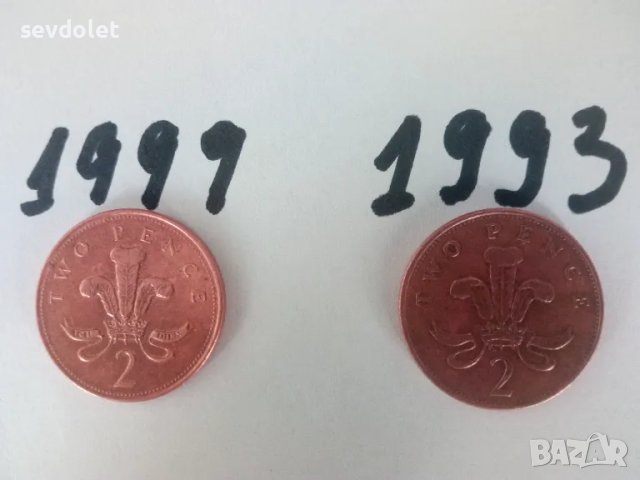 sevdolet
1999 1993
TWO PENCE TWO PENCE
2 2
BAZAR